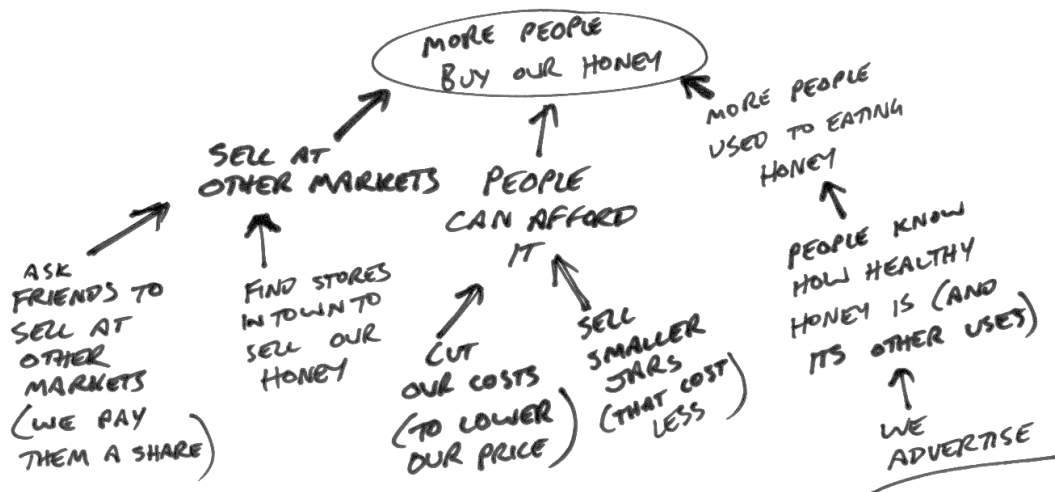 MORE PEOPLE
BUY OUR HONEY
SELL AT
OTHER MARKETS
PEOPLE
CAN AFFORD
IT
MORE PEOPLE
USED TO EATING
HONEY
ASK
FRIENDS TO
SELL AT
OTHER
MARKETS
(WE PAY
THEM A SHARE)
FIND STORES
IN TOWN TO
SELL OUR
HONEY
CUT
OUR COSTS
(TO LOWER
OUR PRICE)
SELL
SMALLER
JARS
(THAT COST
LESS)
PEOPLE KNOW
HOW HEALTHY
HONEY IS (AND
ITS OTHER USES)
WE
ADVERTISE